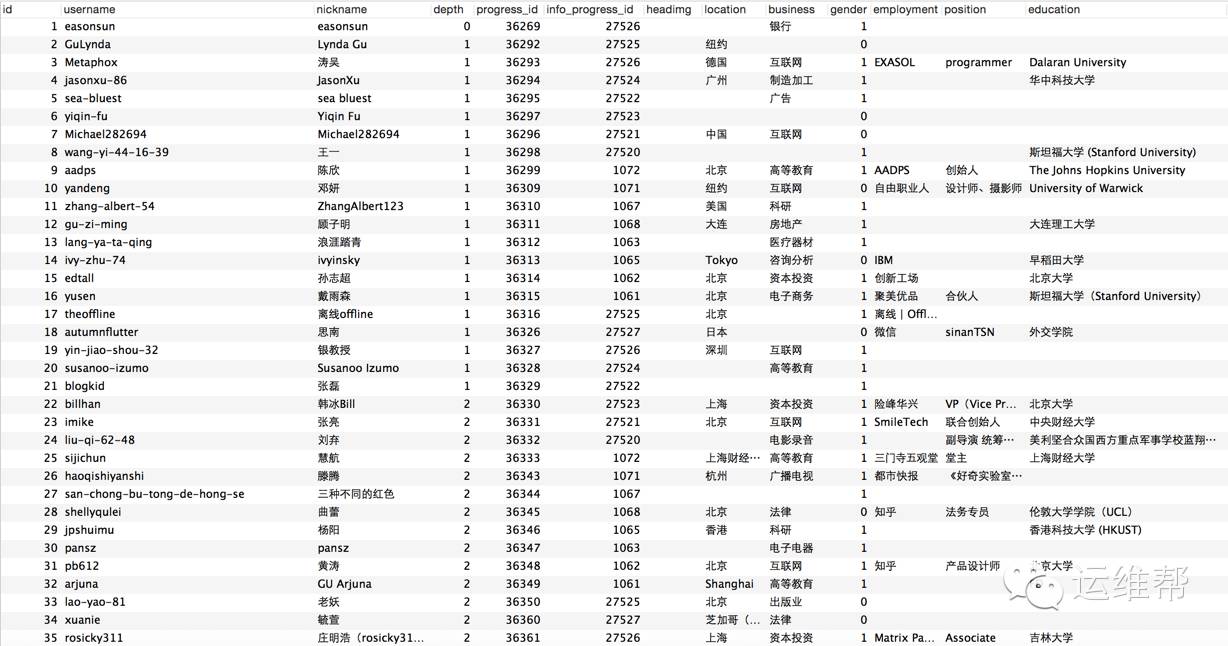 id username nickname depth progress_id info_progress_id headimg location business gender employment position education
1 easonsun easonsun 0 36269 27526 银行 1
2 GuLynda Lynda Gu 1 36292 27525 纽约 0
3 Metaphox 涛吴 1 36293 27526 德国 互联网 1 EXASOL programmer Dalaran University
4 jasonxu-86 JasonXu 1 36294 27524 广州 制造加工 1 华中科技大学
5 sea-bluest sea bluest 1 36295 27522 广告 1
6 yiqin-fu Yiqin Fu 1 36297 27523 0
7 Michael282694 Michael282694 1 36296 27521 中国 互联网 0
8 wang-yi-44-16-39 王一 1 36298 27520 1 斯坦福大学 (Stanford University)
9 aadps 陈欣 1 36299 1072 北京 高等教育 1 AADPS 创始人 The Johns Hopkins University
10 yandeng 邓妍 1 36309 1071 纽约 互联网 0 自由职业人 设计师、摄影师 University of Warwick
11 zhang-albert-54 ZhangAlbert123 1 36310 1067 美国 科研 1
12 gu-zi-ming 顾子明 1 36311 1068 大连 房地产 1 大连理工大学
13 lang-ya-ta-qing 浪涯踏青 1 36312 1063 医疗器材 1
14 ivy-zhu-74 ivyinsky 1 36313 1065 Tokyo 咨询分析 0 IBM 早稻田大学
15 edtall 孙志超 1 36314 1062 北京 资本投资 1 创新工场 北京大学
16 yusen 戴雨森 1 36315 1061 北京 电子商务 1 聚美优品 合伙人 斯坦福大学（Stanford University）
17 theoffline 离线offline 1 36316 27525 北京 1 离线 | Offl...
18 autumnflutter 思南 1 36326 27527 日本 0 微信 sinanTSN 外交学院
19 yin-jiao-shou-32 银教授 1 36327 27526 深圳 互联网 1
20 susanoo-izumo Susanoo Izumo 1 36328 27524 高等教育 1
21 blogkid 张磊 1 36329 27522 1
22 billhan 韩冰Bill 2 36330 27523 上海 资本投资 1 险峰华兴 VP（Vice Pr... 北京大学
23 imike 张亮 2 36331 27521 北京 互联网 1 SmileTech 联合创始人 中央财经大学
24 liu-qi-62-48 刘弃 2 36332 27520 电影录音 1 副导演 统筹... 美利坚合众国西方重点军事学校蓝翔...
25 sijichun 慧航 2 36333 1072 上海财经... 高等教育 1 三门寺五观堂 堂主 上海财经大学
26 haoqishiyanshi 滕腾 2 36343 1071 杭州 广播电视 1 都市快报 《好奇实验室...
27 san-chong-bu-tong-de-hong-se 三种不同的红色 2 36344 1067 1
28 shellyqulei 曲蕾 2 36345 1068 北京 法律 0 知乎 法务专员 伦敦大学学院（UCL）
29 jpshuimu 杨阳 2 36346 1065 香港 科研 1 香港科技大学 (HKUST)
30 pansz pansz 2 36347 1063 电子电器 1
31 pb612 黄涛 2 36348 1062 北京 互联网 1 知乎 产品设计师 北京大学
32 arjuna GU Arjuna 2 36349 1061 Shanghai 高等教育 1
33 lao-yao-81 老妖 2 36350 27525 北京 出版业 0
34 xuanie 毓萱 2 36360 27527 芝加哥（... 法律 0
35 rosicky311 庄明浩（rosicky31... 2 36361 27526 上海 资本投资 1 Matrix Pa... Associate 吉林大学
运维帮